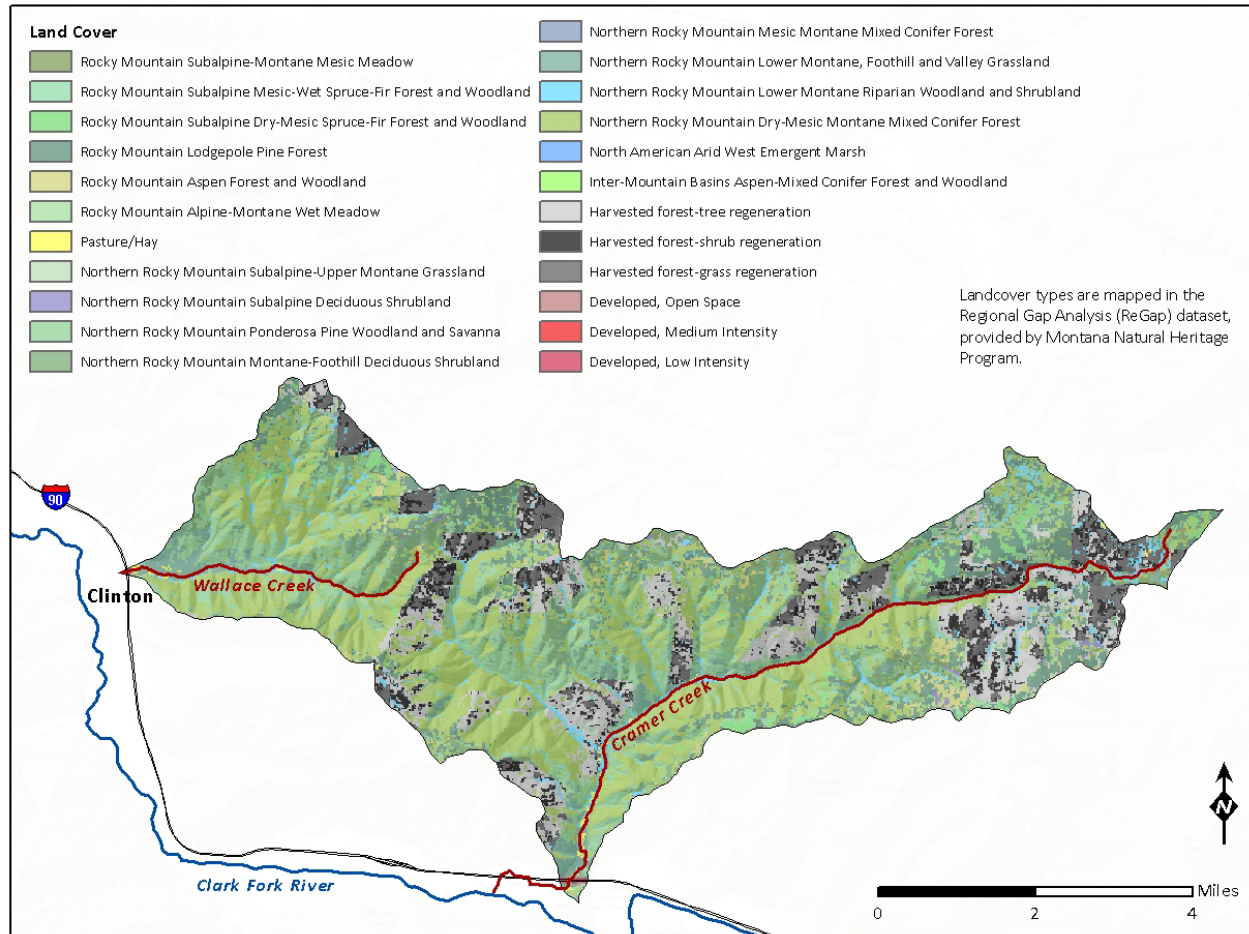 Land Cover
Rocky Mountain Subalpine-Montane Mesic Meadow
Rocky Mountain Subalpine Mesic-Wet Spruce-Fir Forest and Woodland
Rocky Mountain Subalpine Dry-Mesic Spruce-Fir Forest and Woodland
Rocky Mountain Lodgepole Pine Forest
Rocky Mountain Aspen Forest and Woodland
Rocky Mountain Alpine-Montane Wet Meadow
Pasture/Hay
Northern Rocky Mountain Subalpine-Upper Montane Grassland
Northern Rocky Mountain Subalpine Deciduous Shrubland
Northern Rocky Mountain Ponderosa Pine Woodland and Savanna
Northern Rocky Mountain Montane-Foothill Deciduous Shrubland
Northern Rocky Mountain Mesic Montane Mixed Conifer Forest
Northern Rocky Mountain Lower Montane, Foothill and Valley Grassland
Northern Rocky Mountain Lower Montane Riparian Woodland and Shrubland
Northern Rocky Mountain Dry-Mesic Montane Mixed Conifer Forest
North American Arid West Emergent Marsh
Inter-Mountain Basins Aspen-Mixed Conifer Forest and Woodland
Harvested forest-tree regeneration
Harvested forest-shrub regeneration
Harvested forest-grass regeneration
Developed, Open Space
Developed, Medium Intensity
Developed, Low Intensity
Landcover types are mapped in the
Regional Gap Analysis (ReGap) dataset,
provided by Montana Natural Heritage
Program.
90
Wallace Creek
Clinton
Cramer Creek
Clark Fork River
N
Miles
0 2 4